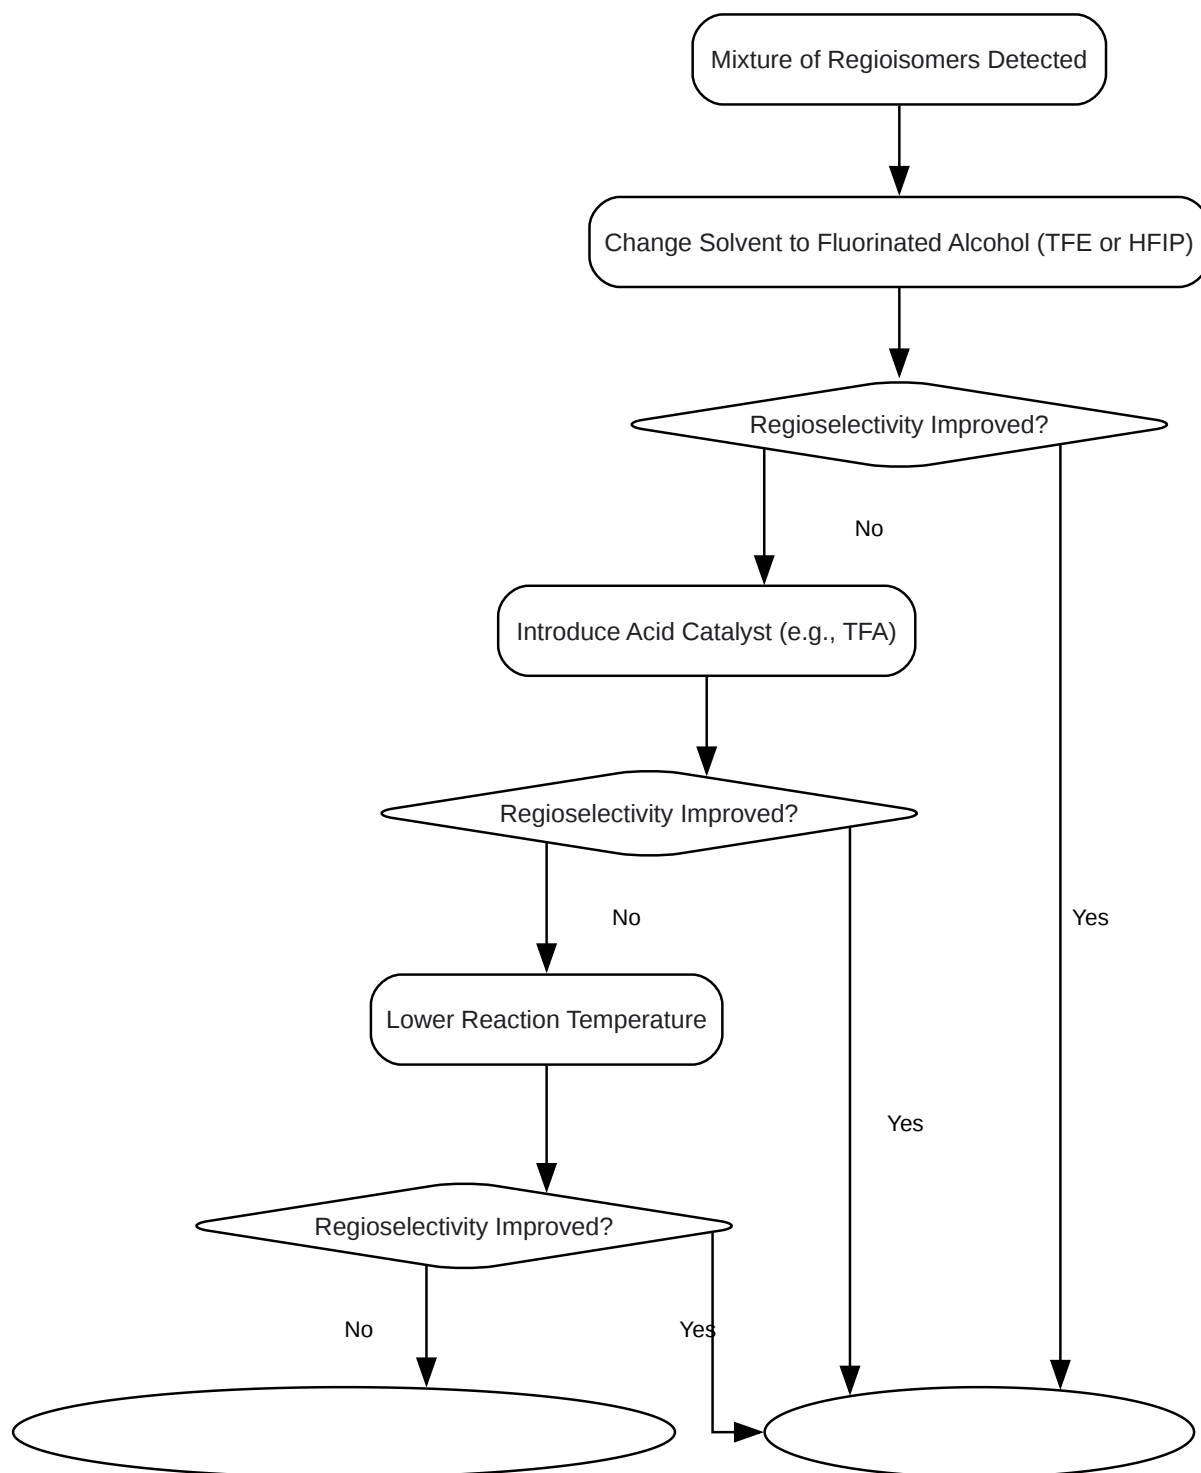 Mixture of Regioisomers Detected
Change Solvent to Fluorinated Alcohol (TFE or HFIP)
Regioselectivity Improved?
No
Introduce Acid Catalyst (e.g., TFA)
Regioselectivity Improved?
No
Yes
Lower Reaction Temperature
Yes
Regioselectivity Improved?
No
Yes